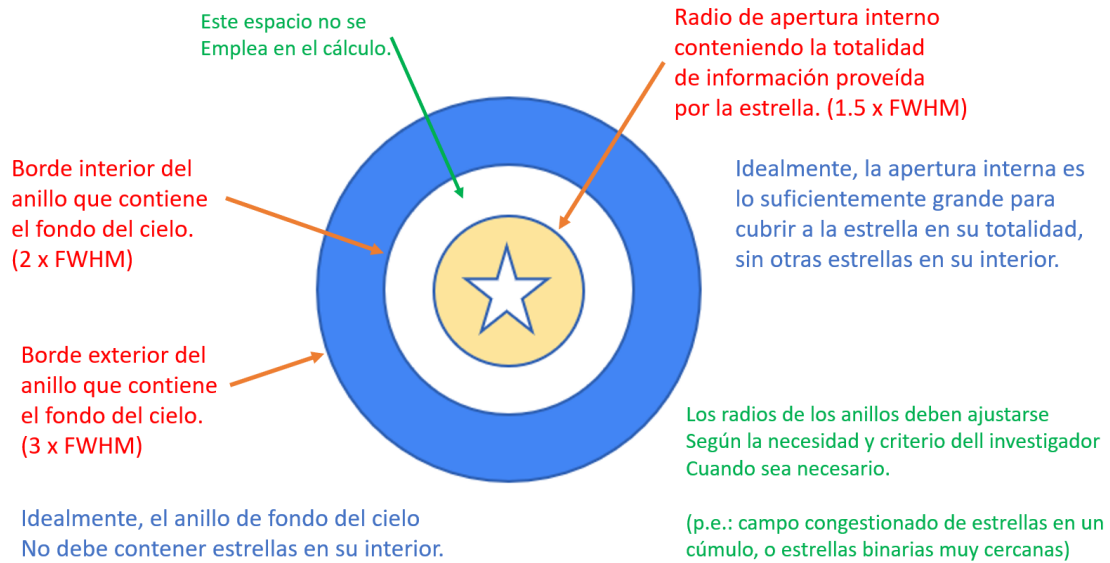 Este espacio no se
Emplea en el cálculo.
Radio de apertura interno
conteniendo la totalidad
de información proveída
por la estrella. (1.5 x FWHM)
Borde interior del
anillo que contiene
el fondo del cielo.
(2 x FWHM)
Idealmente, la apertura interna es
lo suficientemente grande para
cubrir a la estrella en su totalidad,
sin otras estrellas en su interior.
Borde exterior del
anillo que contiene
el fondo del cielo.
(3 x FWHM)
Los radios de los anillos deben ajustarse
Según la necesidad y criterio dell investigador
Cuando sea necesario.
(p.e.: campo congestionado de estrellas en un
cúmulo, o estrellas binarias muy cercanas)
Idealmente, el anillo de fondo del cielo
No debe contener estrellas en su interior.